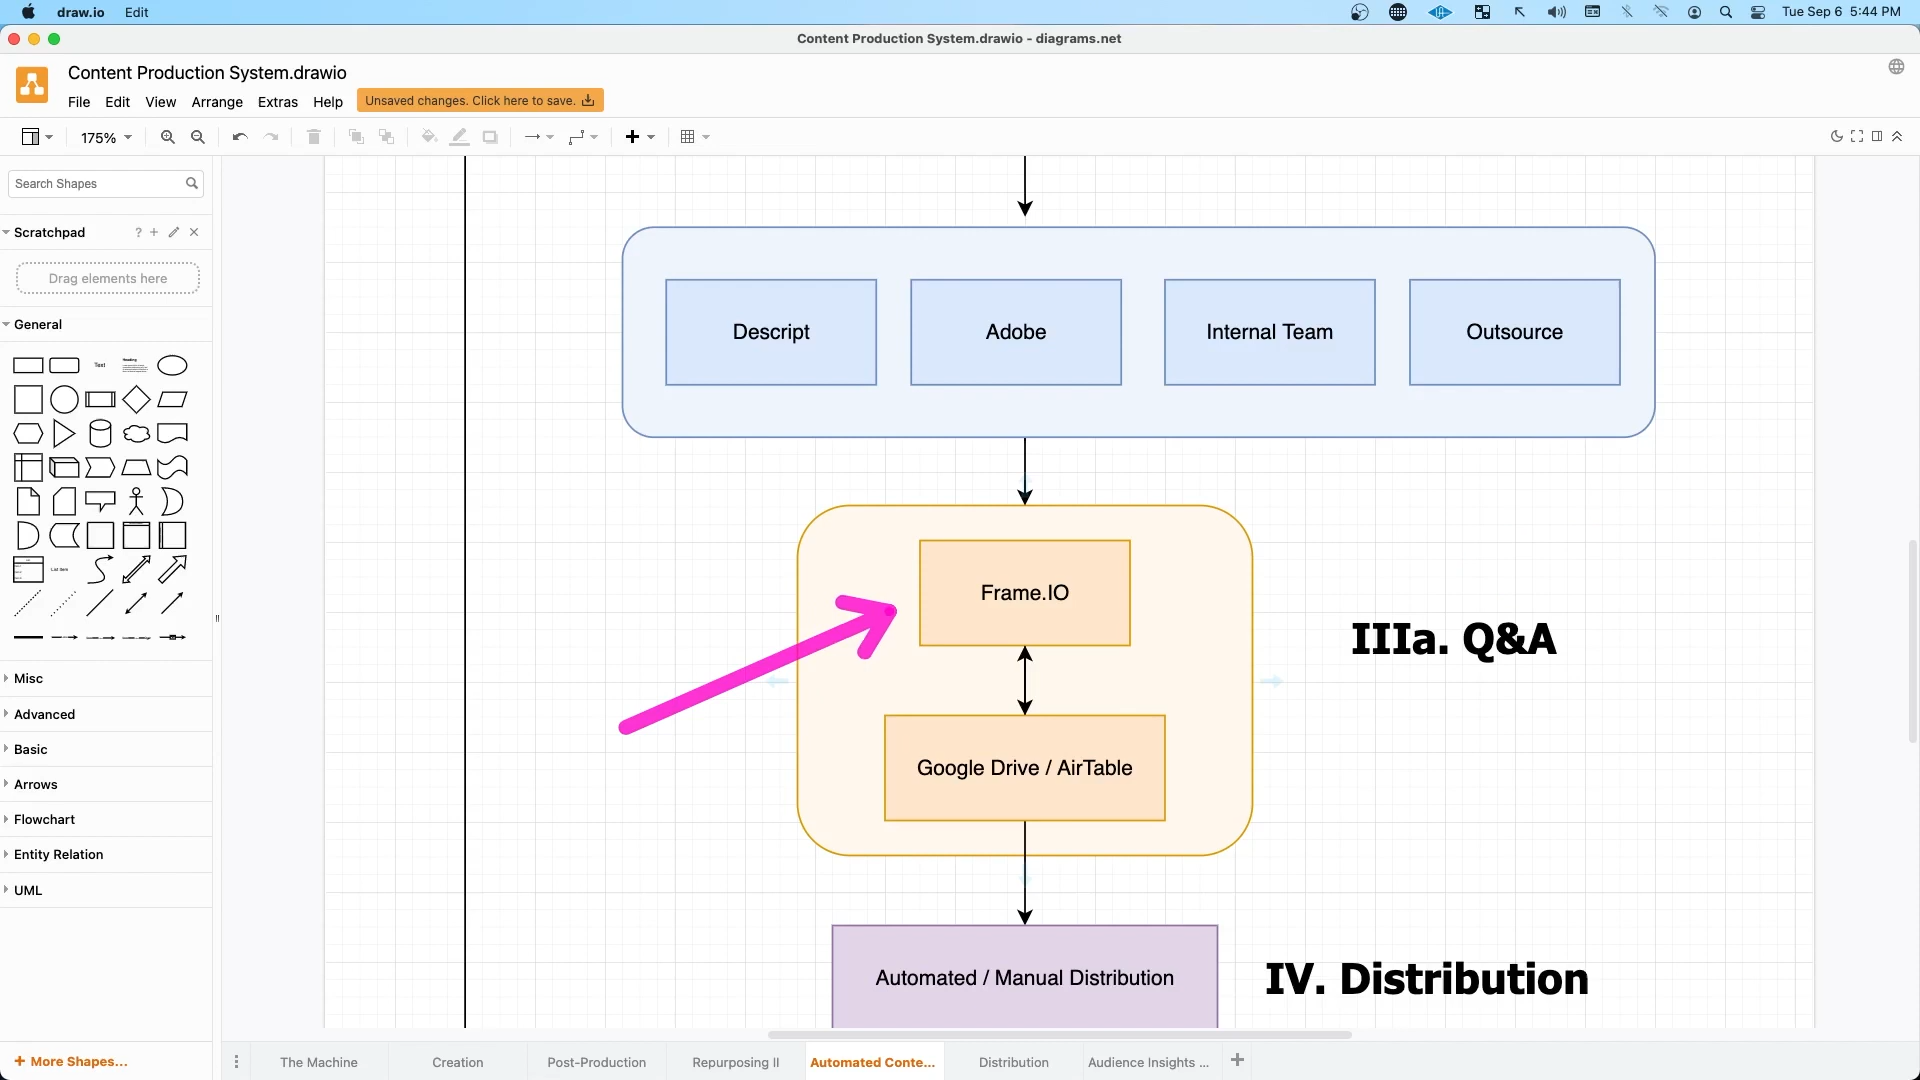 draw.io Edit
Tue Sep 6 5:44 PM
Content Production System.drawio - diagrams.net
Content Production System.drawio
File Edit View Arrange Extras Help
Unsaved changes. Click here to save.
175%
Search Shapes
Scratchpad
?
Drag elements here
General
Text
Heading
List Item
Misc
Advanced
Basic
Arrows
Flowchart
Entity Relation
UML
+ More Shapes...
Descript
Adobe
Internal Team
Outsource
Frame.IO
IIIa. Q&A
Google Drive / AirTable
Automated / Manual Distribution
IV. Distribution
The Machine
Creation
Post-Production
Repurposing II
Automated Conte...
Distribution
Audience Insights ...